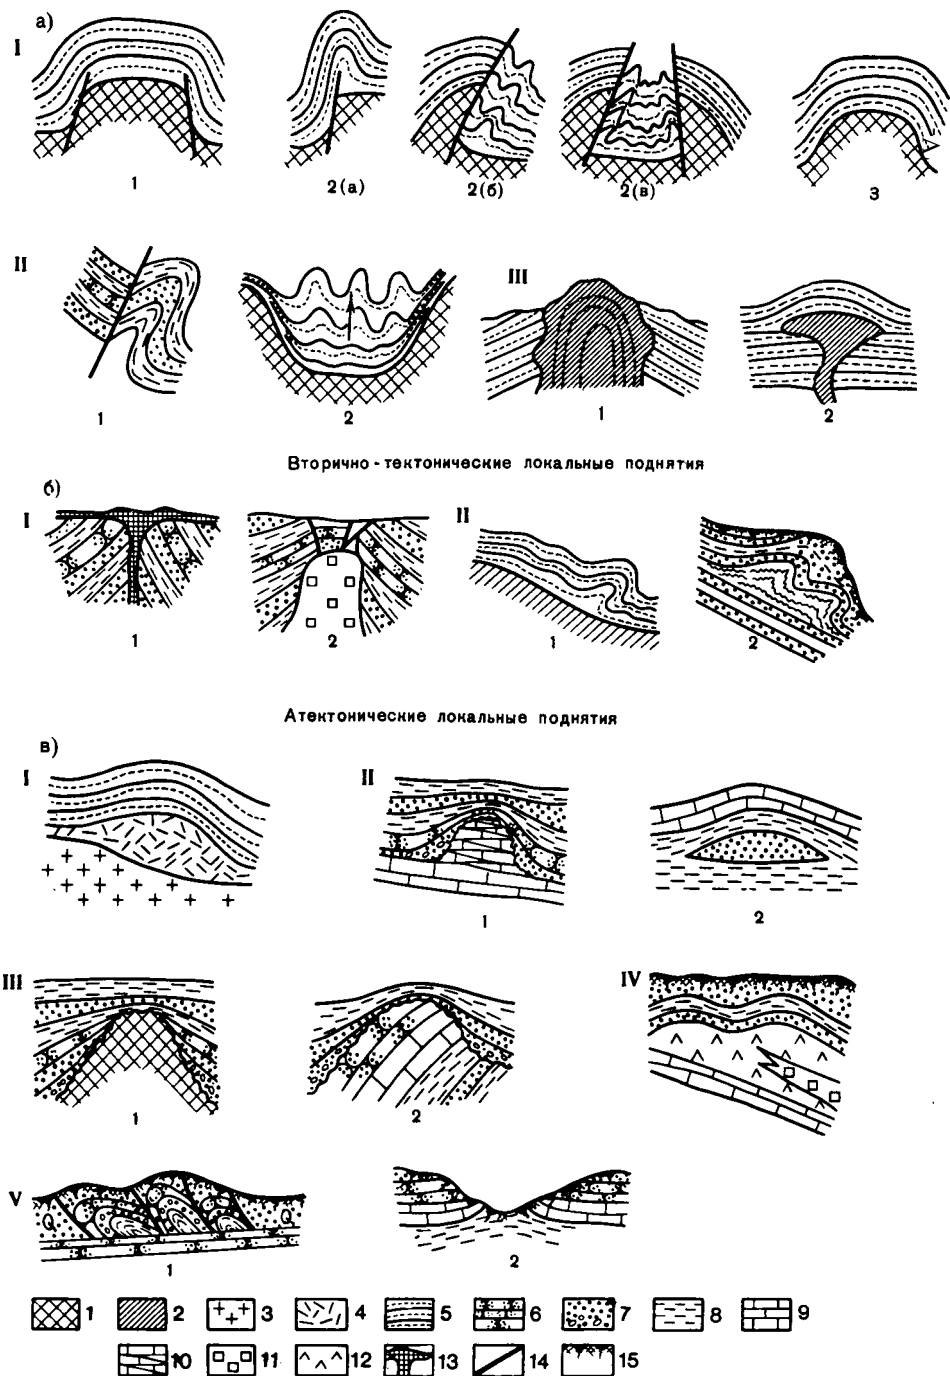 а)
I
1
2(а)
2(б)
2(в)
3
II
1
2
III
1
2
Вторично-тектонические локальные поднятия
б)
I
1
2
II
1
2
Атектонические локальные поднятия
в)
I
II
1
2
III
1
2
IV
V
Q
Q
1
2
1 2 3 4 5 6 7 8 9
10 11 12 13 14 15